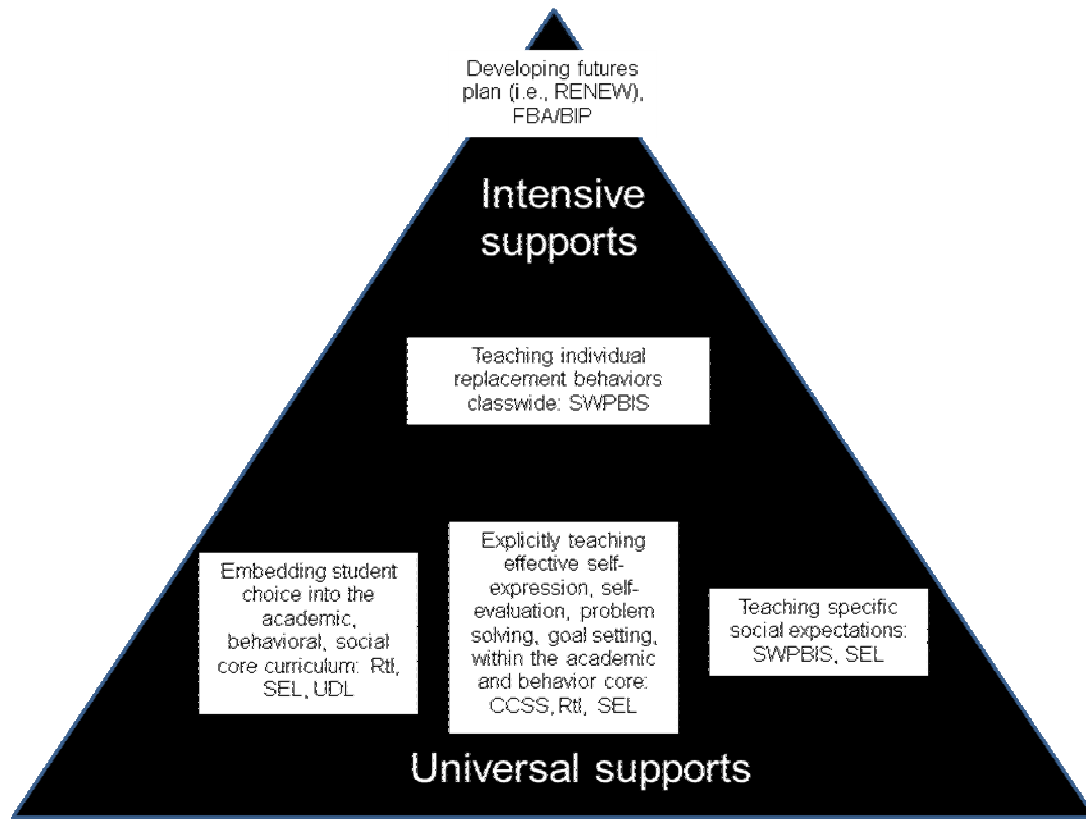 Developing futures
plan (i.e., RENEW),
FBA/BIP
Intensive
supports
Teaching individual
replacement behaviors
classwide: SWPBIS
Embedding student
choice into the
academic,
behavioral, social
core curriculum: RtI,
SEL, UDL
Explicitly teaching
effective self-
expression, self-
evaluation, problem
solving, goal setting,
within the academic
and behavior core:
CCSS, RtI, SEL
Teaching specific
social expectations:
SWPBIS, SEL
Universal supports